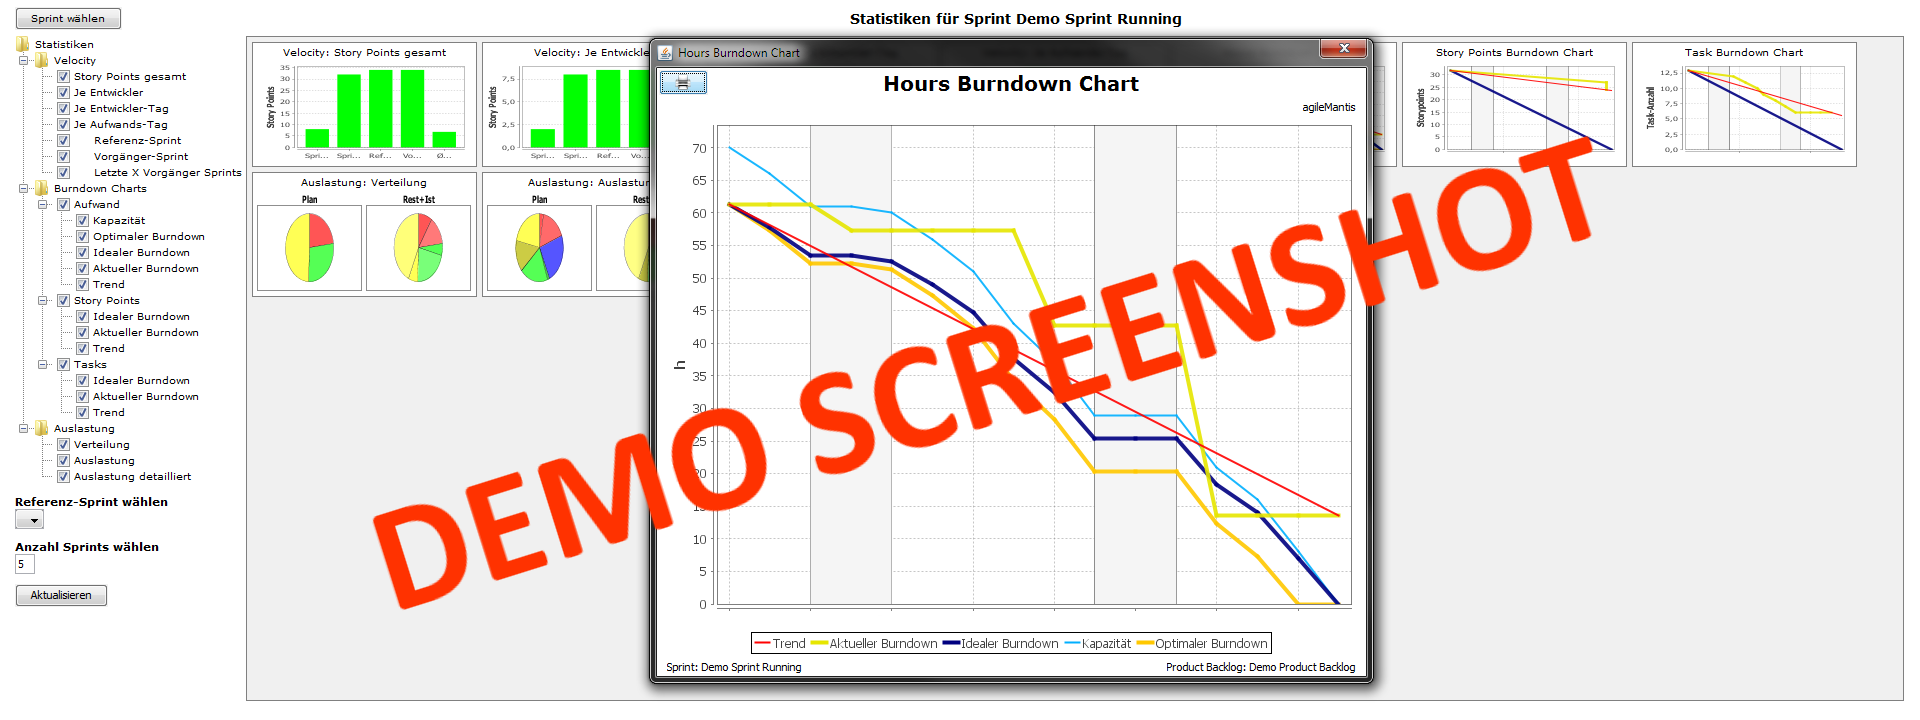 Sprint wählen
Statistiken für Sprint Demo Sprint Running
Statistiken
Velocity
Story Points gesamt
Je Entwickler
Je Entwickler-Tag
Je Aufwands-Tag
Referenz-Sprint
Vorgänger-Sprint
Letzte X Vorgänger Sprints
Burndown Charts
Aufwand
Kapazität
Optimaler Burndown
Idealer Burndown
Aktueller Burndown
Trend
Story Points
Idealer Burndown
Aktueller Burndown
Trend
Tasks
Idealer Burndown
Aktueller Burndown
Trend
Auslastung
Verteilung
Auslastung
Auslastung detailliert
Referenz-Sprint wählen
Anzahl Sprints wählen
5
Aktualisieren
Velocity: Story Points gesamt
Story Points
35
30
25
20
15
10
5
0
Spri... Spri... Ref... Vo... Ø...
Velocity: Je Entwickle
Story Points
7,5
5,0
2,5
0,0
Spri... Spri... Ref... Vo...
Auslastung: Verteilung
Plan Rest+Ist
Auslastung: Auslastur
Plan Res
Story Points Burndown Chart
Storypoints
30
25
20
15
10
5
0
Task Burndown Chart
Task-Anzahl
12,5
10,0
7,5
5,0
2,5
0,0
Hours Burndown Chart
Hours Burndown Chart
agileMantis
h
70
65
60
55
50
45
40
35
30
25
20
15
10
5
0
Trend Aktueller Burndown Idealer Burndown Kapazität Optimaler Burndown
Sprint: Demo Sprint Running
Product Backlog: Demo Product Backlog
DEMO SCREENSHOT